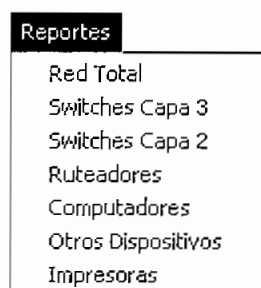 Reportes
Red Total
Switches Capa 3
Switches Capa 2
Ruteadores
Computadores
Otros Dispositivos
Impresoras